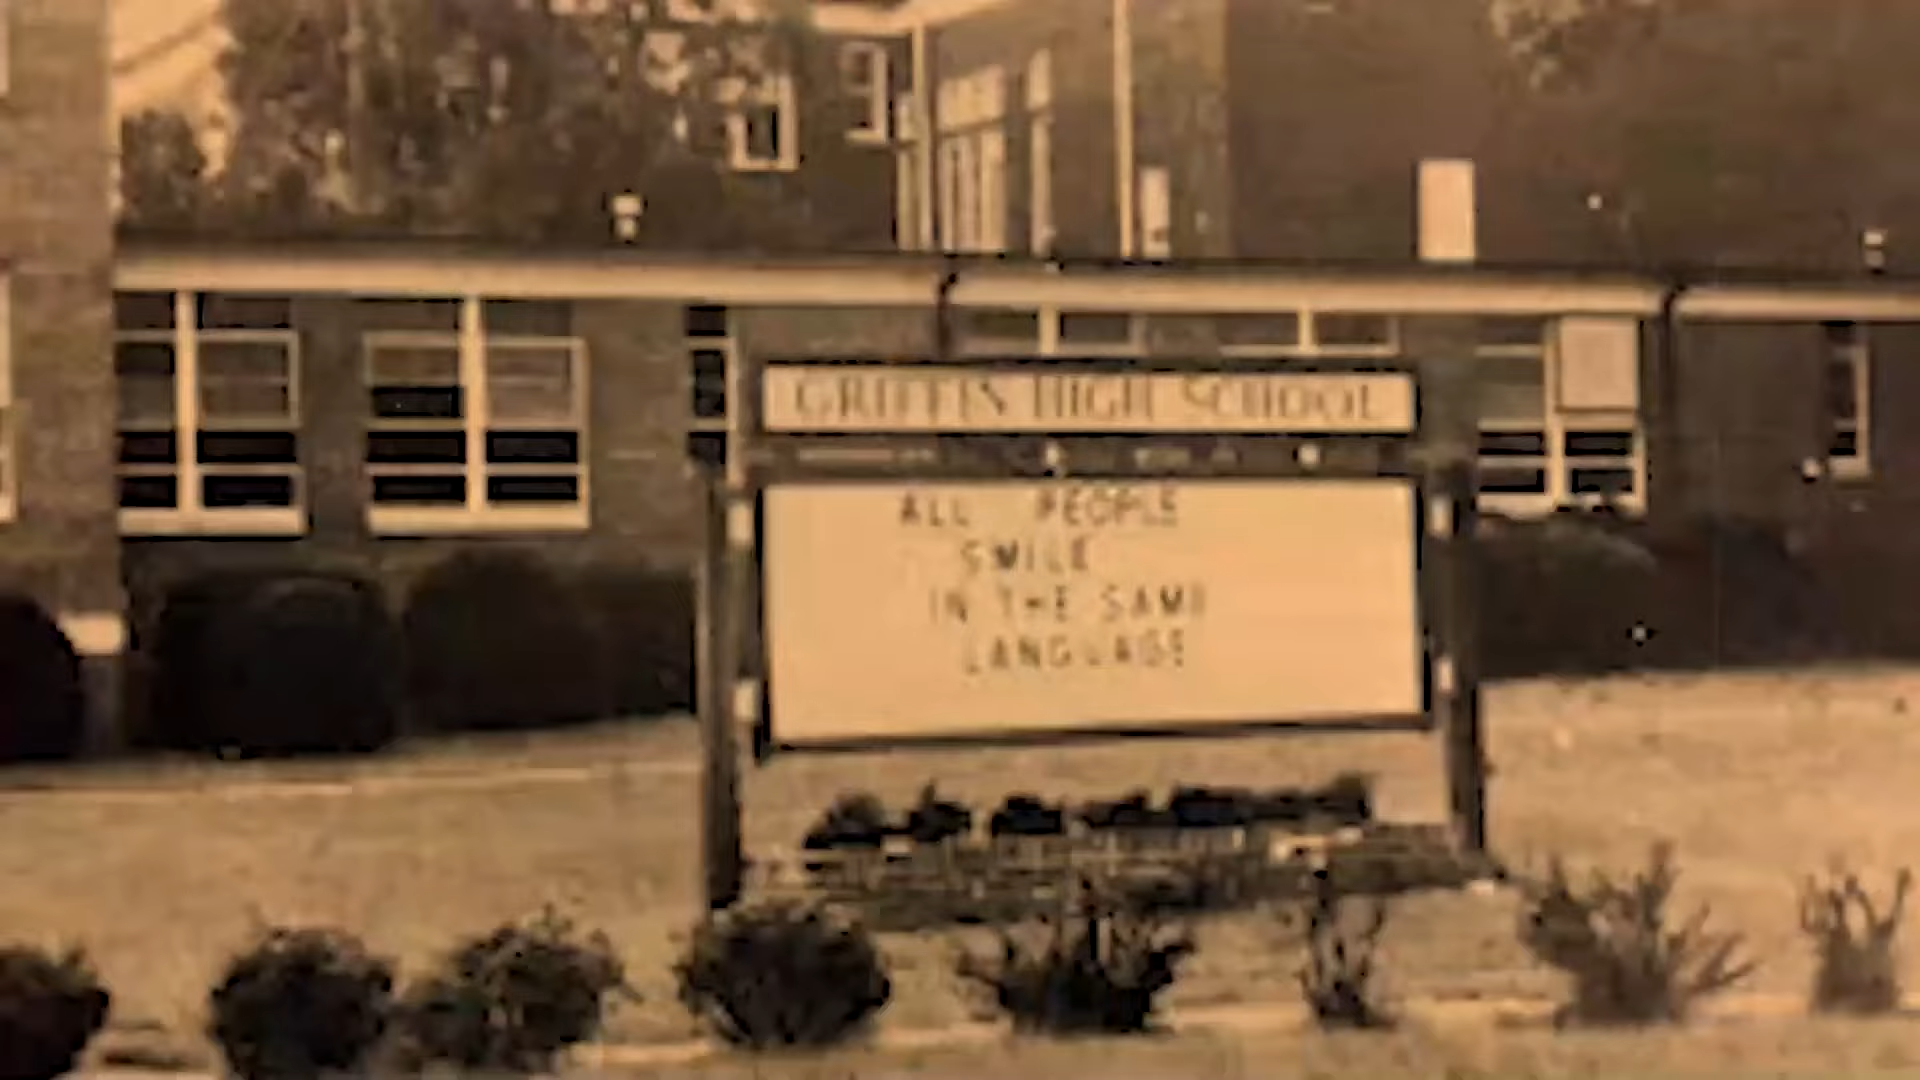 GRIFFIN HIGH SCHOOL
ALL PEOPLE
SMILE
IN THE SAME
LANGUAGE